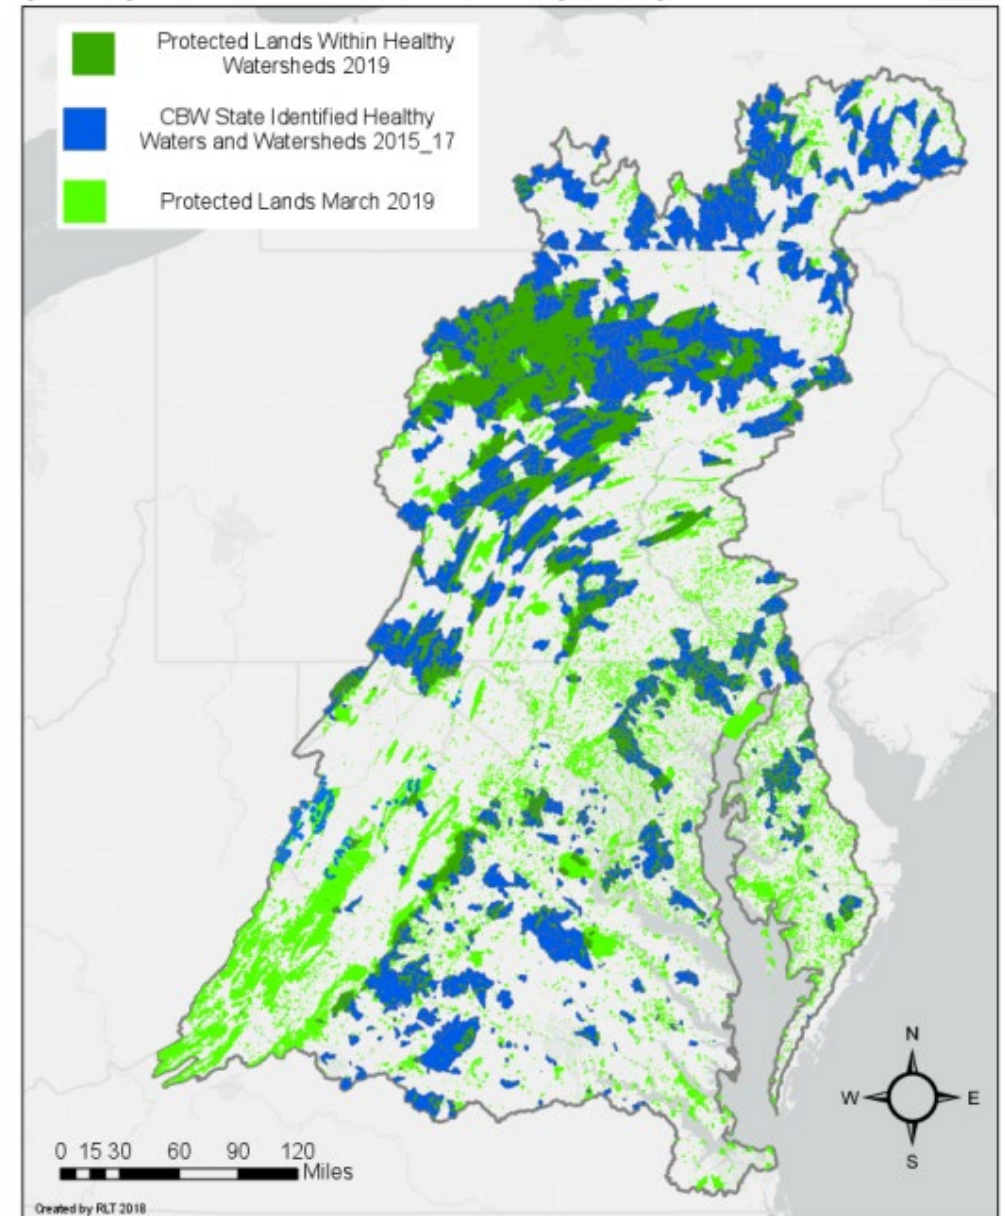 Protected Lands Within Healthy
Watersheds 2019
CBW State Identified Healthy
Waters and Watersheds 2015_17
Protected Lands March 2019
N
W E
S
0 15 30 60 90 120
Miles
Created by RLT 2018